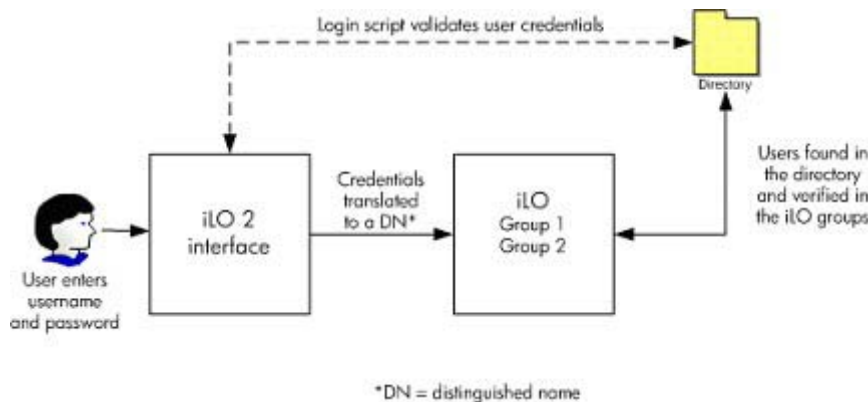 Login script validates user credentials
Directory
Users found in
the directory
and verified in
the iLO groups
Credentials
translated
to a DN*
iLO 2
interface
iLO
Group 1
Group 2
User enters
username
and password
*DN = distinguished name